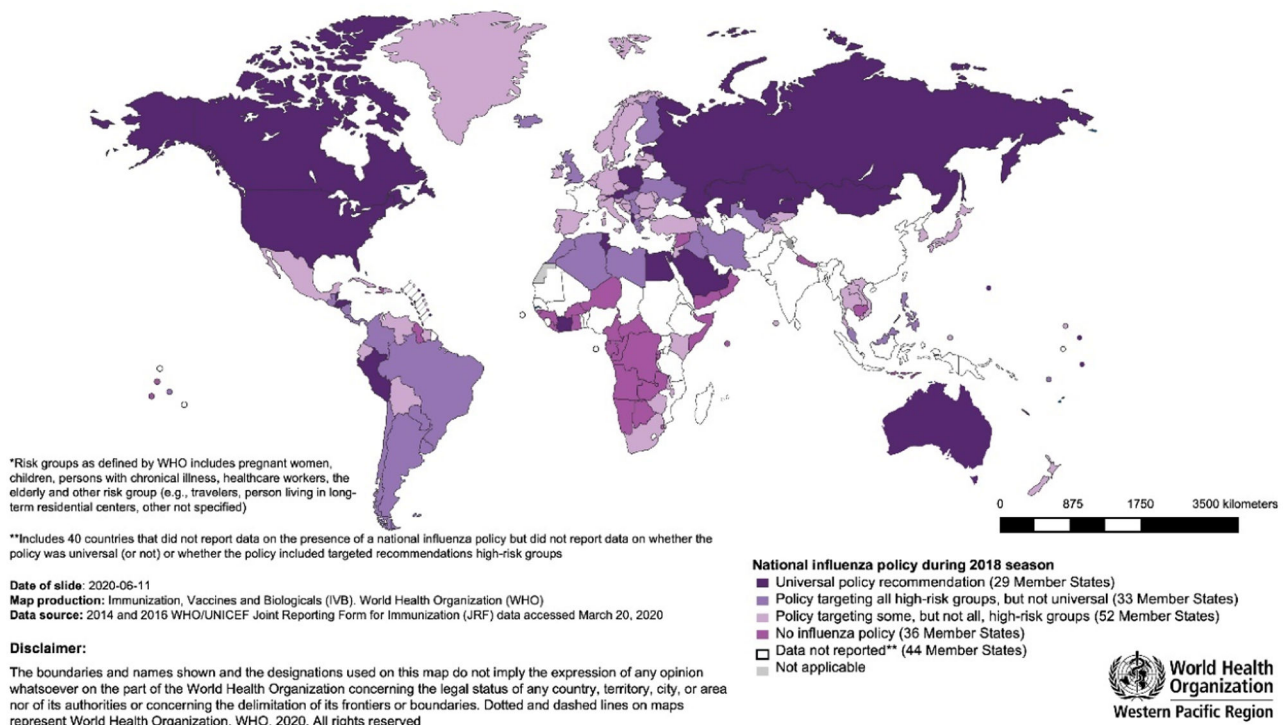 *Risk groups as defined by WHO includes pregnant women,
children, persons with chronical illness, healthcare workers, the
elderly and other risk group (e.g., travelers, person living in long-
term residential centers, other not specified)
**Includes 40 countries that did not report data on the presence of a national influenza policy but did not report data on whether the
policy was universal (or not) or whether the policy included targeted recommendations high-risk groups
Date of slide: 2020-06-11
Map production: Immunization, Vaccines and Biologicals (IVB). World Health Organization (WHO)
Data source: 2014 and 2016 WHO/UNICEF Joint Reporting Form for Immunization (JRF) data accessed March 20, 2020
Disclaimer:
The boundaries and names shown and the designations used on this map do not imply the expression of any opinion
whatsoever on the part of the World Health Organization concerning the legal status of any country, territory, city, or area
nor of its authorities or concerning the delimitation of its frontiers or boundaries. Dotted and dashed lines on maps
represent World Health Organization, WHO, 2020. All rights reserved
0 875 1750 3500 kilometers
National influenza policy during 2018 season
Universal policy recommendation (29 Member States)
Policy targeting all high-risk groups, but not universal (33 Member States)
Policy targeting some, but not all, high-risk groups (52 Member States)
No influenza policy (36 Member States)
Data not reported** (44 Member States)
Not applicable
World Health
Organization
Western Pacific Region